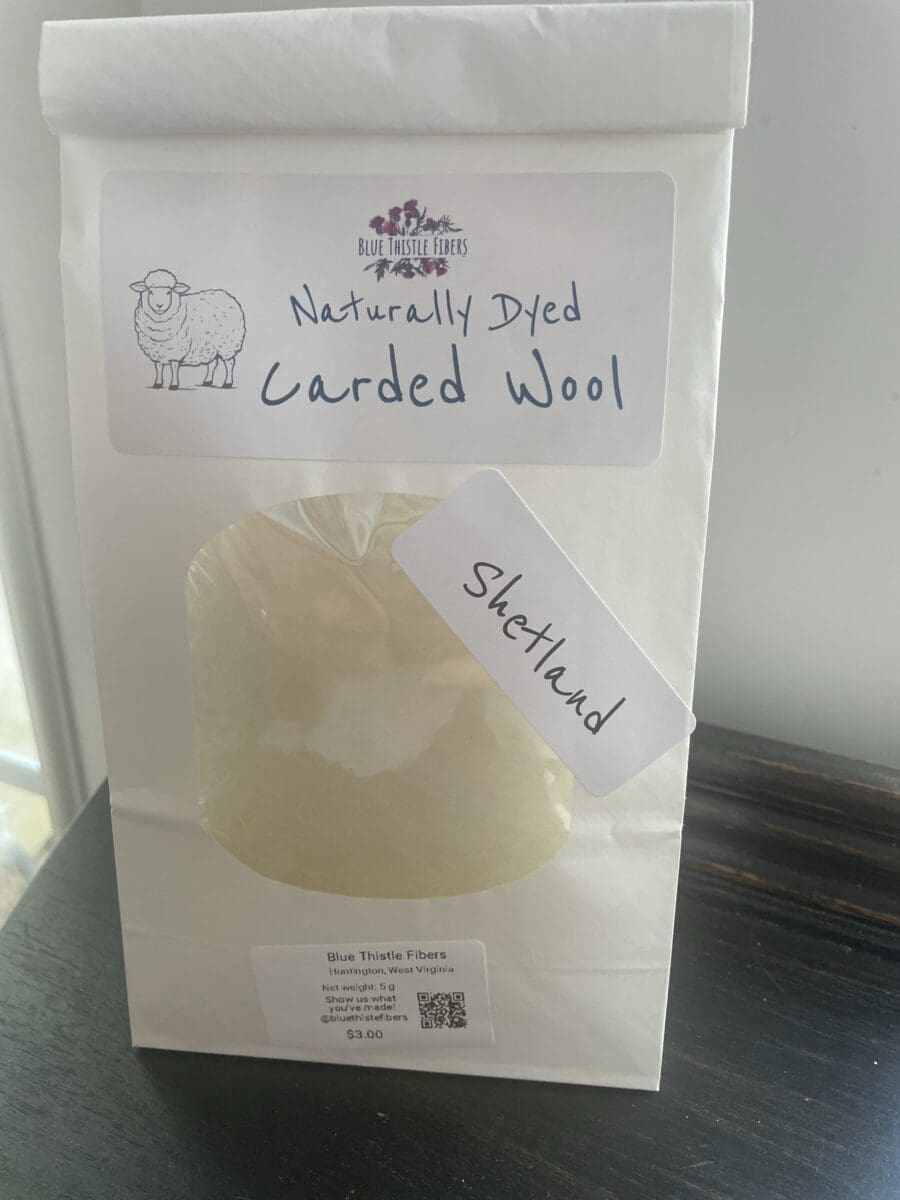 BLUE THISTLE FIBERS
Naturally Dyed
Carded Wool
Shetland
Blue Thistle Fibers
Huntington, West Virginia
Net weight: 5 g
Show us what
you've made!
@bluethistlefibers
$3.00